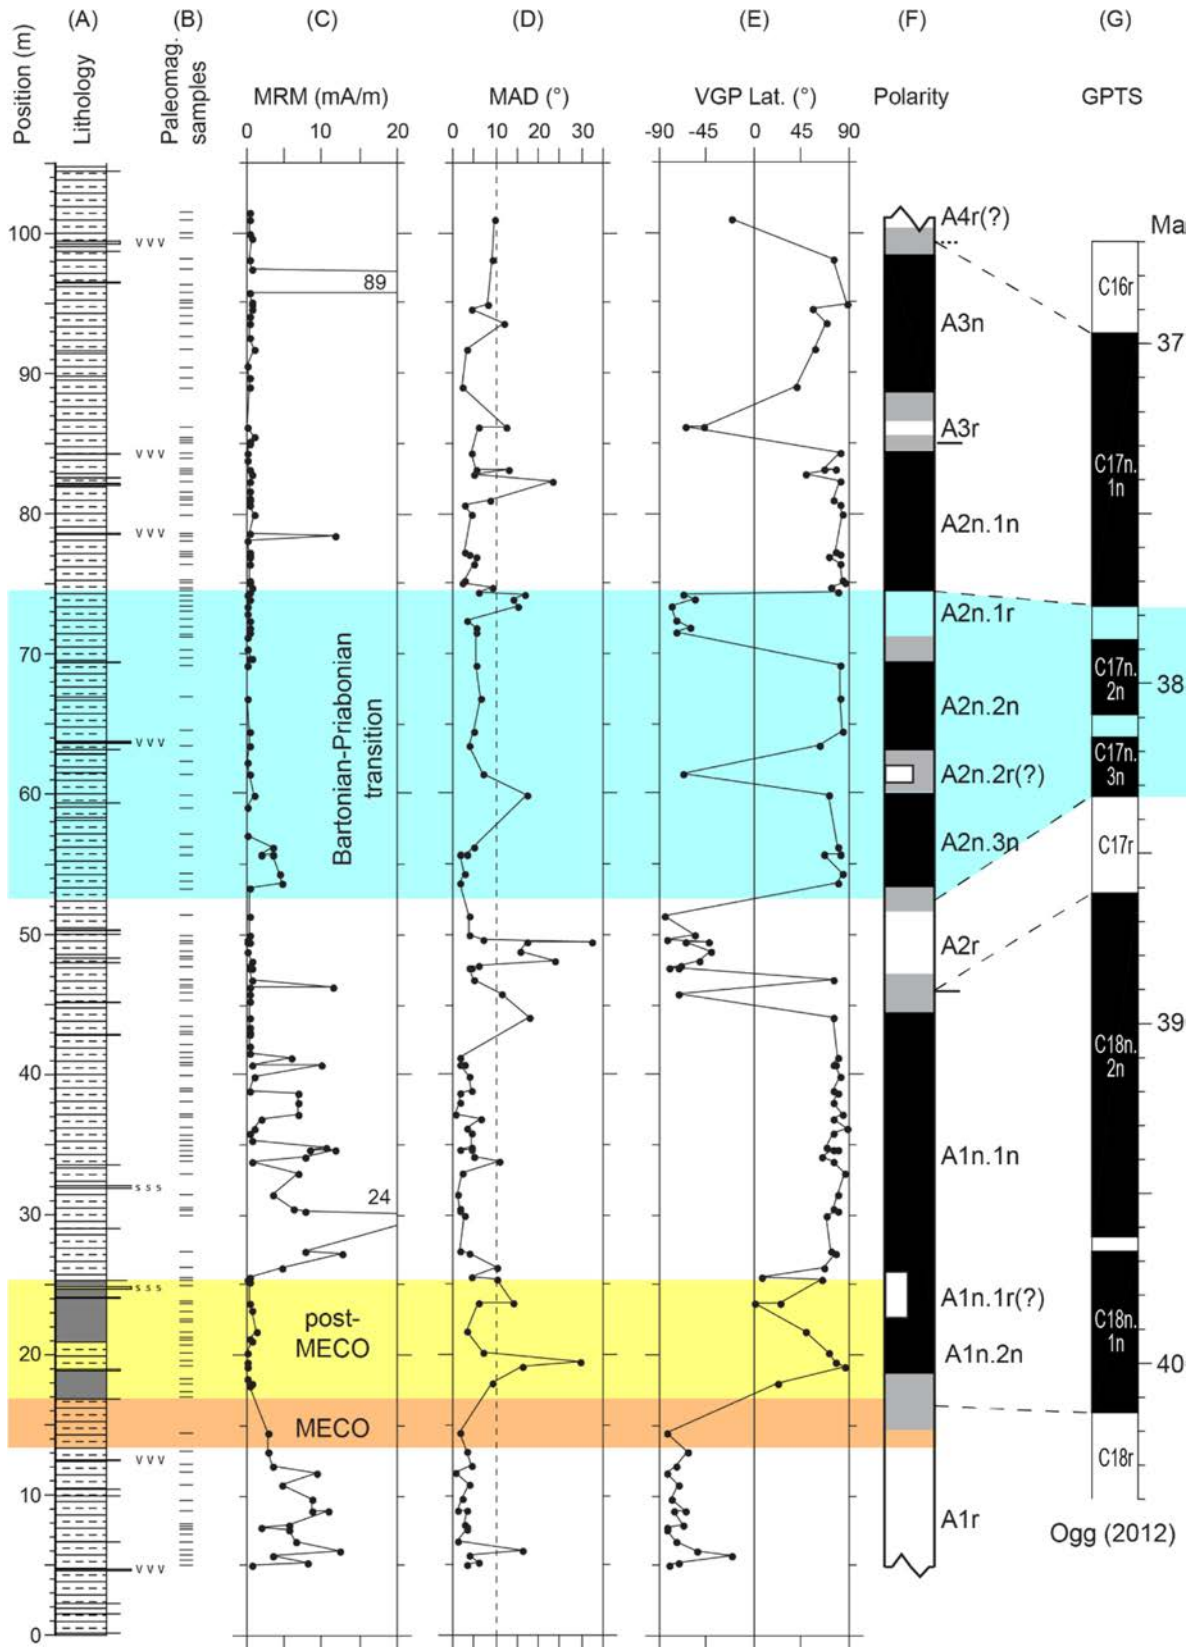 (A) (B) (C) (D) (E) (F) (G)
Position (m)
Lithology
Paleomag. samples
MRM (mA/m) MAD (°) VGP Lat. (°) Polarity GPTS
0 10 20 0 10 20 30 -90 -45 0 45 90
A4r(?)
Ma
100
v v v
89
C16r
A3n
37
90
A3r
v v v
C17n.
1n
80
v v v
A2n.1n
A2n.1r
70
Bartonian-Priabonian
transition
C17n.
2n
38
A2n.2n
v v v
C17n.
3n
A2n.2r(?)
60
A2n.3n
C17r
50
A2r
39
C18n.
2n
40
A1n.1n
s s s
24
30
s s s
A1n.1r(?)
post-
MECO
C18n.
1n
20
A1n.2n
40
MECO
v v v
C18r
10
A1r
Ogg (2012)
v v v
0